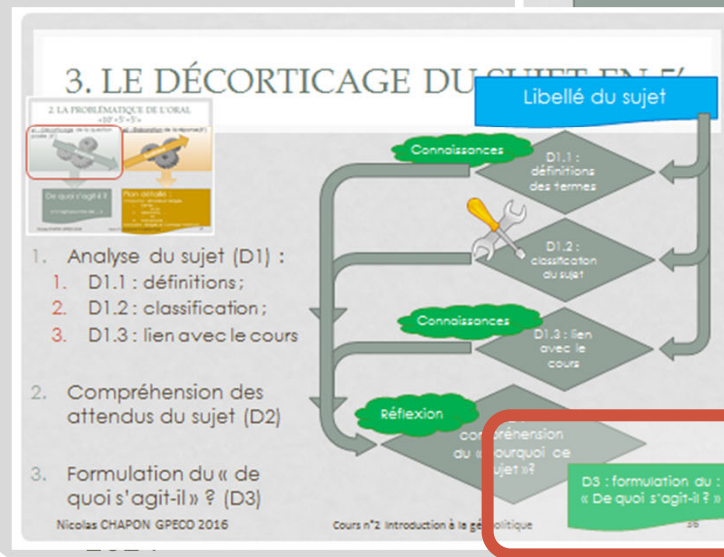 3. LE DÉCORTICAGE DU SUJET EN 5'
Libellé du sujet
2. LA PROBLÉMATIQUE DE L'ORAL
De quoi s'agit-il ?
Plan détaillé :
Connaissances
D1.1 :
définitions
des termes
D1.2 :
classification
du sujet
Connaissances
D1.3 : lien
avec le
cours
Réflexion
compréhension
du « pourquoi ce
sujet »?
D3 : formulation du :
« De quoi s'agit-il ? »
1. Analyse du sujet (D1) :
1. D1.1 : définitions ;
2. D1.2 : classification ;
3. D1.3 : lien avec le cours
2. Compréhension des
attendus du sujet (D2)
3. Formulation du « de
quoi s'agit-il » ? (D3)
Nicolas CHAPON GPECO 2016
Cours n°2 Introduction à la géopolitique
36